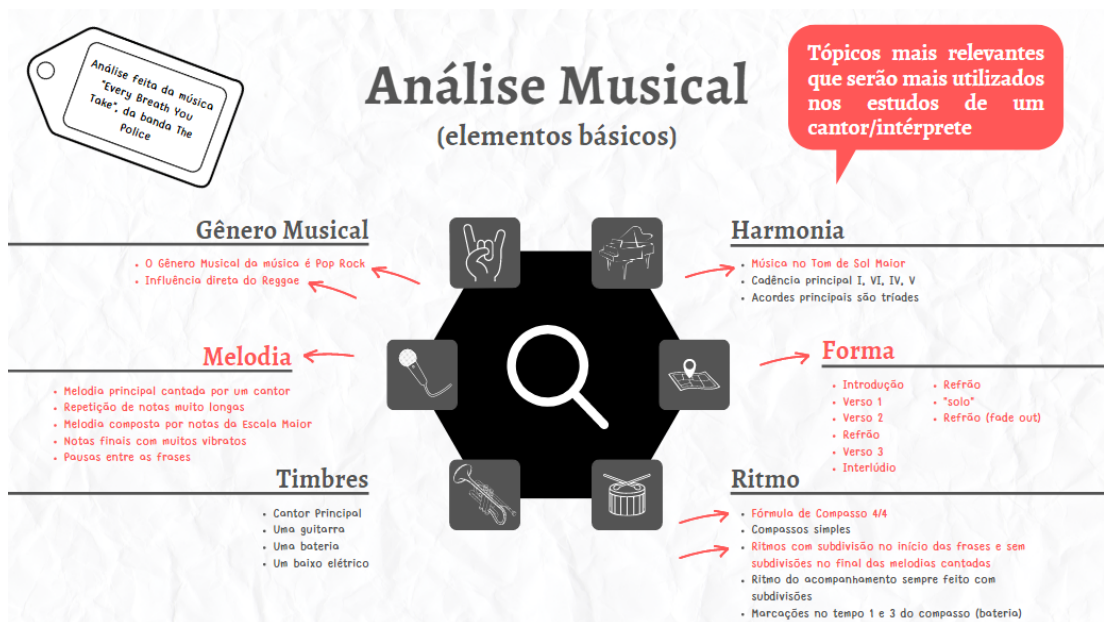 Análise feita da música
"Every Breath You
Take", da banda The
Police
Análise Musical
(elementos básicos)
Tópicos mais relevantes
que serão mais utilizados
nos estudos de um
cantor/intérprete
Gênero Musical
• O Gênero Musical da música é Pop Rock
• Influência direta do Reggae
Melodia
• Melodia principal cantada por um cantor
• Repetição de notas muito longas
• Melodia composta por notas da Escala Maior
• Notas finais com muitos vibratos
• Pausas entre as frases
Timbres
• Cantor Principal
• Uma guitarra
• Uma bateria
• Um baixo elétrico
Harmonia
• Música no Tom de Sol Maior
• Cadência principal I, VI, IV, V
• Acordes principais são tríades
Forma
• Introdução
• Verso 1
• Verso 2
• Refrão
• Verso 3
• Interlúdio
• Refrão
• "solo"
• Refrão (fade out)
Ritmo
• Fórmula de Compasso 4/4
• Compassos simples
• Ritmos com subdivisão no início das frases e sem
subdivisões no final das melodias cantadas
• Ritmo do acompanhamento sempre feito com
subdivisões
• Marcações no tempo 1 e 3 do compasso (bateria)